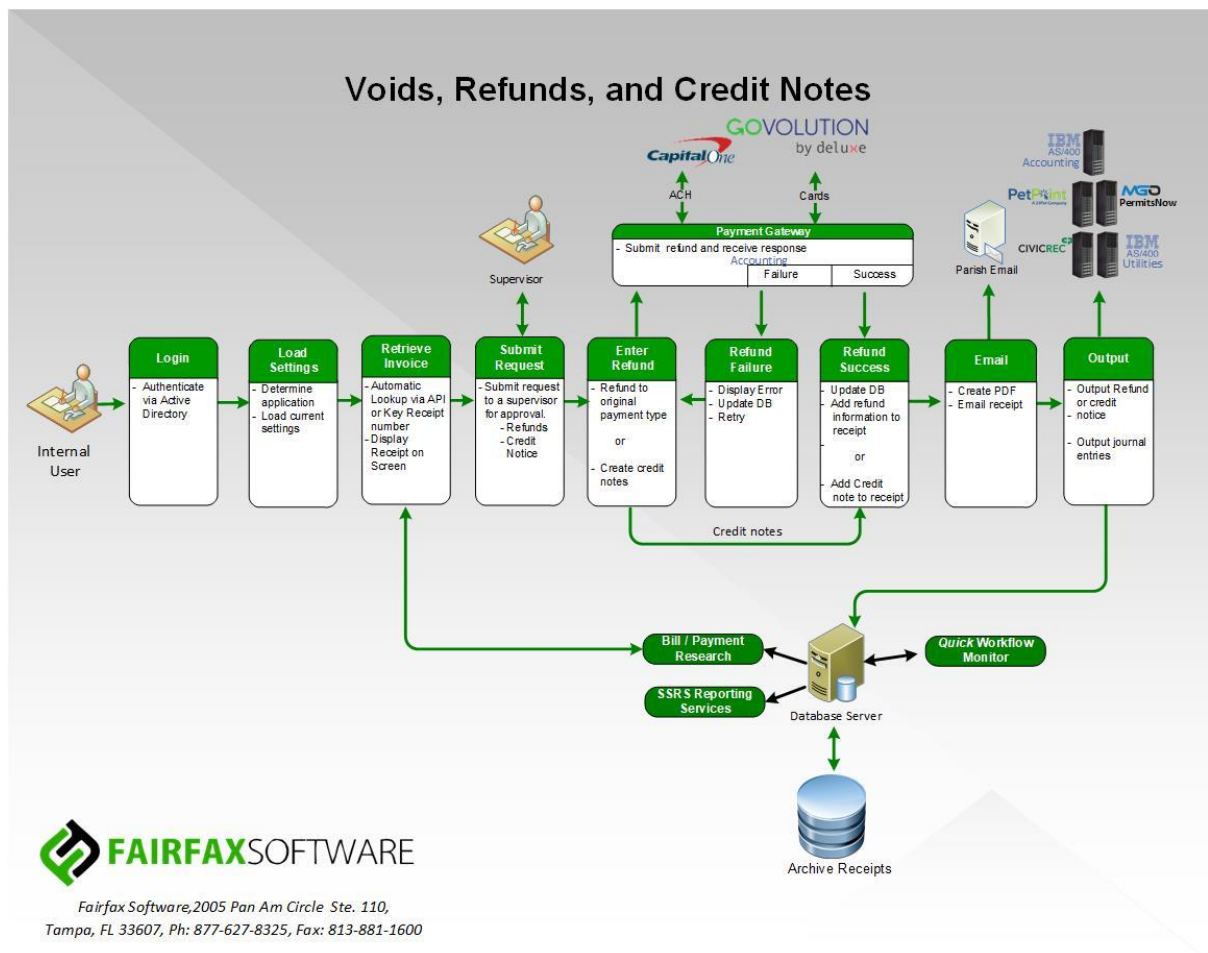 Voids, Refunds, and Credit Notes
GOVOLUTION
by deluxe
Capital One
IBM
AS/400
Accounting
PetPoint
MGO
PermitsNow
CIVICREC
IBM
AS/400
Utilities
ACH
Cards
Payment Gateway
- Submit refund and receive response
Accounting
Failure
Success
Supervisor
Parish Email
Internal
User
Login
- Authenticate
via Active
Directory
Load
Settings
- Determine
application
- Load current
settings
Retrieve
Invoice
- Automatic
Lookup via API
or Key Receipt
number
- Display
Receipt on
Screen
Submit
Request
- Submit request
to a supervisor
for approval.
- Refunds
- Credit
Notice
Enter
Refund
- Refund to
original
payment type
or
- Create credit
notes
Refund
Failure
- Display Error
- Update DB
- Retry
Refund
Success
- Update DB
- Add refund
information to
receipt
-
or
- Add Credit
note to receipt
Email
- Create PDF
- Email receipt
Output
- Output Refund
or credit
- notice
- Output journal
entries
Credit notes
Bill / Payment
Research
SSRS Reporting
Services
Quick Workflow
Monitor
Database Server
Archive Receipts
FAIRFAXSOFTWARE
Fairfax Software,2005 Pan Am Circle Ste. 110,
Tampa, FL 33607, Ph: 877-627-8325, Fax: 813-881-1600